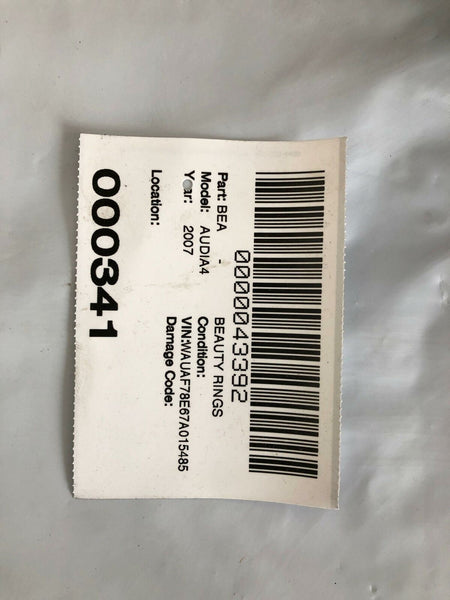 0000043392
Part: BEA - BEAUTY RINGS
Model: AUDIA4 Condition:
Year: 2007 VIN:WAUAF78E67A015485
Damage Code:
Location:
000341